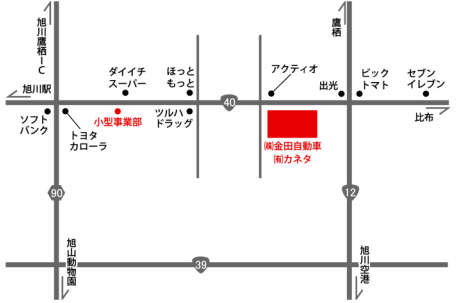 旭川鷹栖-IC
鷹栖
旭川駅
ダイイチ
スーパー
ほっと
もっと
アクティオ
出光
ビック
トマト
セブン
イレブン
40
比布
ソフト
バンク
トヨタ
カローラ
小型事業部
ツルハ
ドラッグ
㈱金田自動車
㈲カネタ
90
12
旭山動物園
39
旭川空港